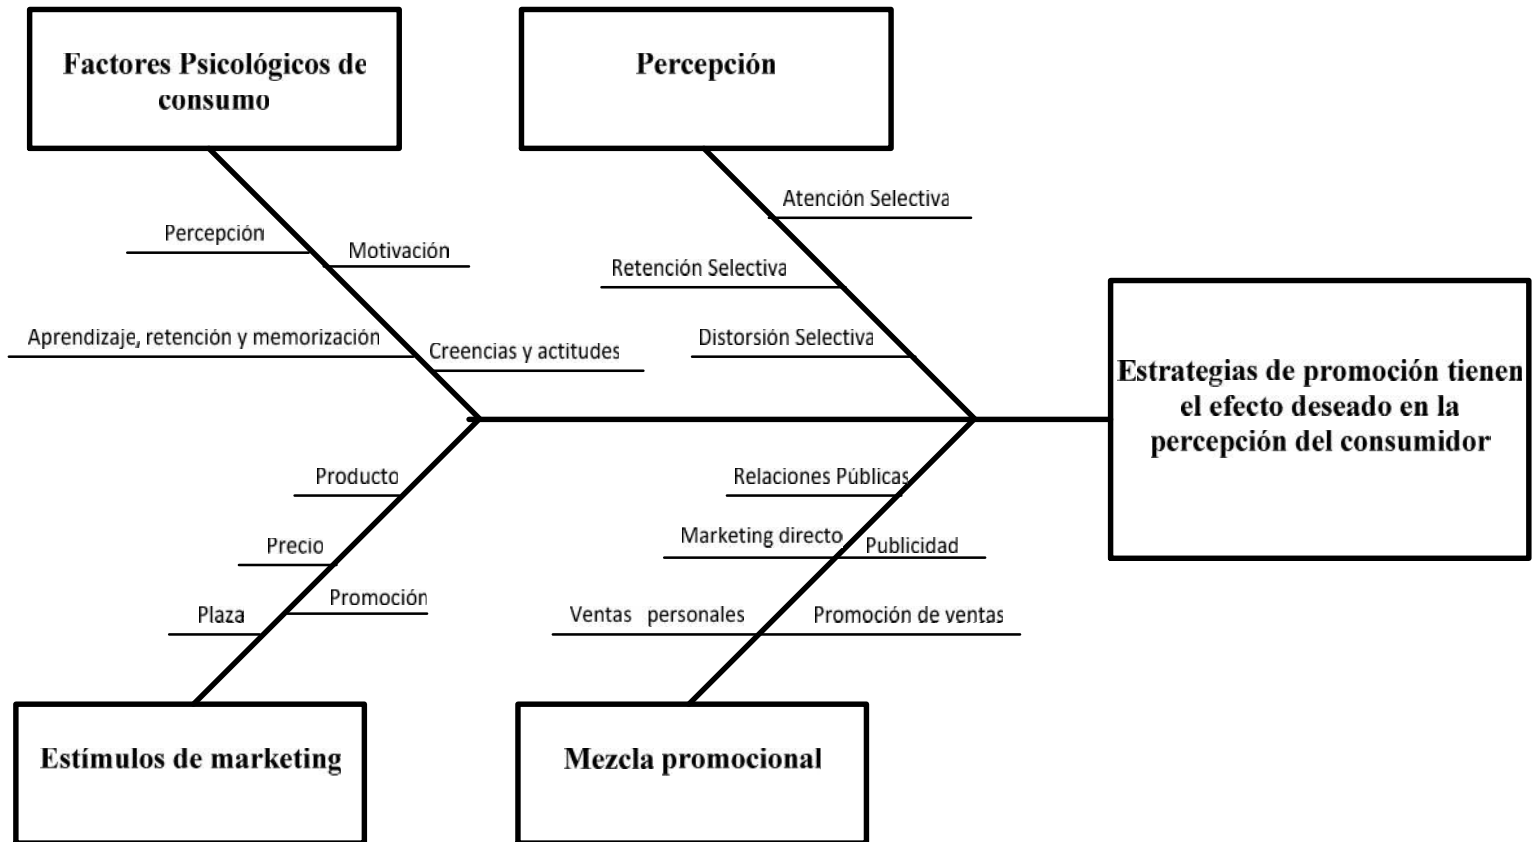 Factores Psicológicos de
consumo
Percepción
Atención Selectiva
Percepción
Motivación
Retención Selectiva
Aprendizaje, retención y memorización
Creencias y actitudes
Distorsión Selectiva
Estrategias de promoción tienen
el efecto deseado en la
percepción del consumidor
Producto
Relaciones Públicas
Precio
Marketing directo
Publicidad
Plaza
Promoción
Ventas personales
Promoción de ventas
Estímulos de marketing
Mezcla promocional